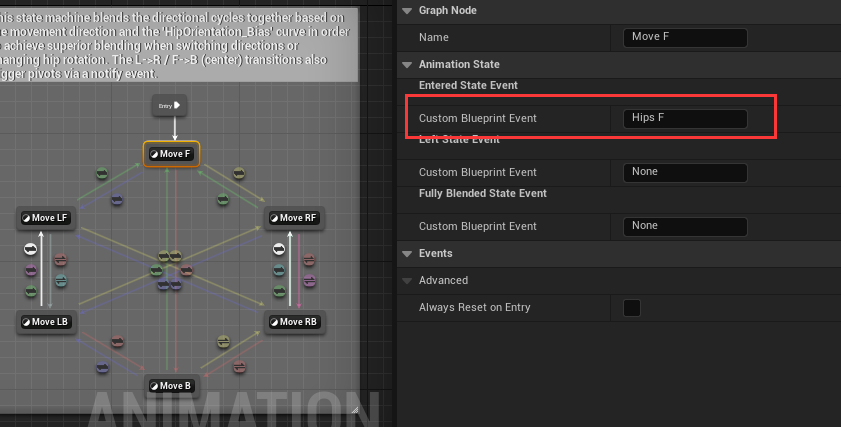 his state machine blends the directional cycles together based on
e movement direction and the 'HipOrientation_Bias' curve in order
achieve superior blending when switching directions or
hanging hip rotation. The L->R / F->B (center) transitions also
gger pivots via a notify event.
Entry
Move F
Move LF
Move RF
Move LB
Move RB
Move B
ANIMATION
Graph Node
Name
Move F
Animation State
Entered State Event
Custom Blueprint Event
Hips F
Left State Event
Custom Blueprint Event
None
Fully Blended State Event
Custom Blueprint Event
None
Events
Advanced
Always Reset on Entry